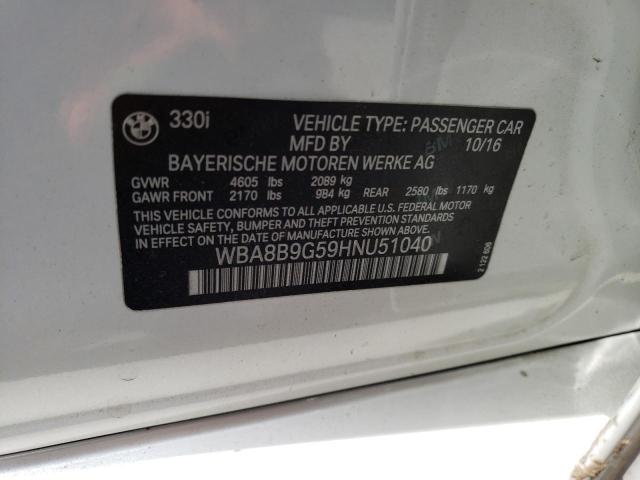 BMW 330i VEHICLE TYPE: PASSENGER CAR
MFD BY 10/16
BAYERISCHE MOTOREN WERKE AG
GVWR 4605 lbs 2089 kg
GAWR FRONT 2170 lbs 984 kg REAR 2580 lbs 1170 kg
THIS VEHICLE CONFORMS TO ALL APPLICABLE U.S. FEDERAL MOTOR
VEHICLE SAFETY, BUMPER AND THEFT PREVENTION STANDARDS
IN EFFECT ON THE DATE OF MANUFACTURE SHOWN ABOVE.
WBA8B9G59HNU51040